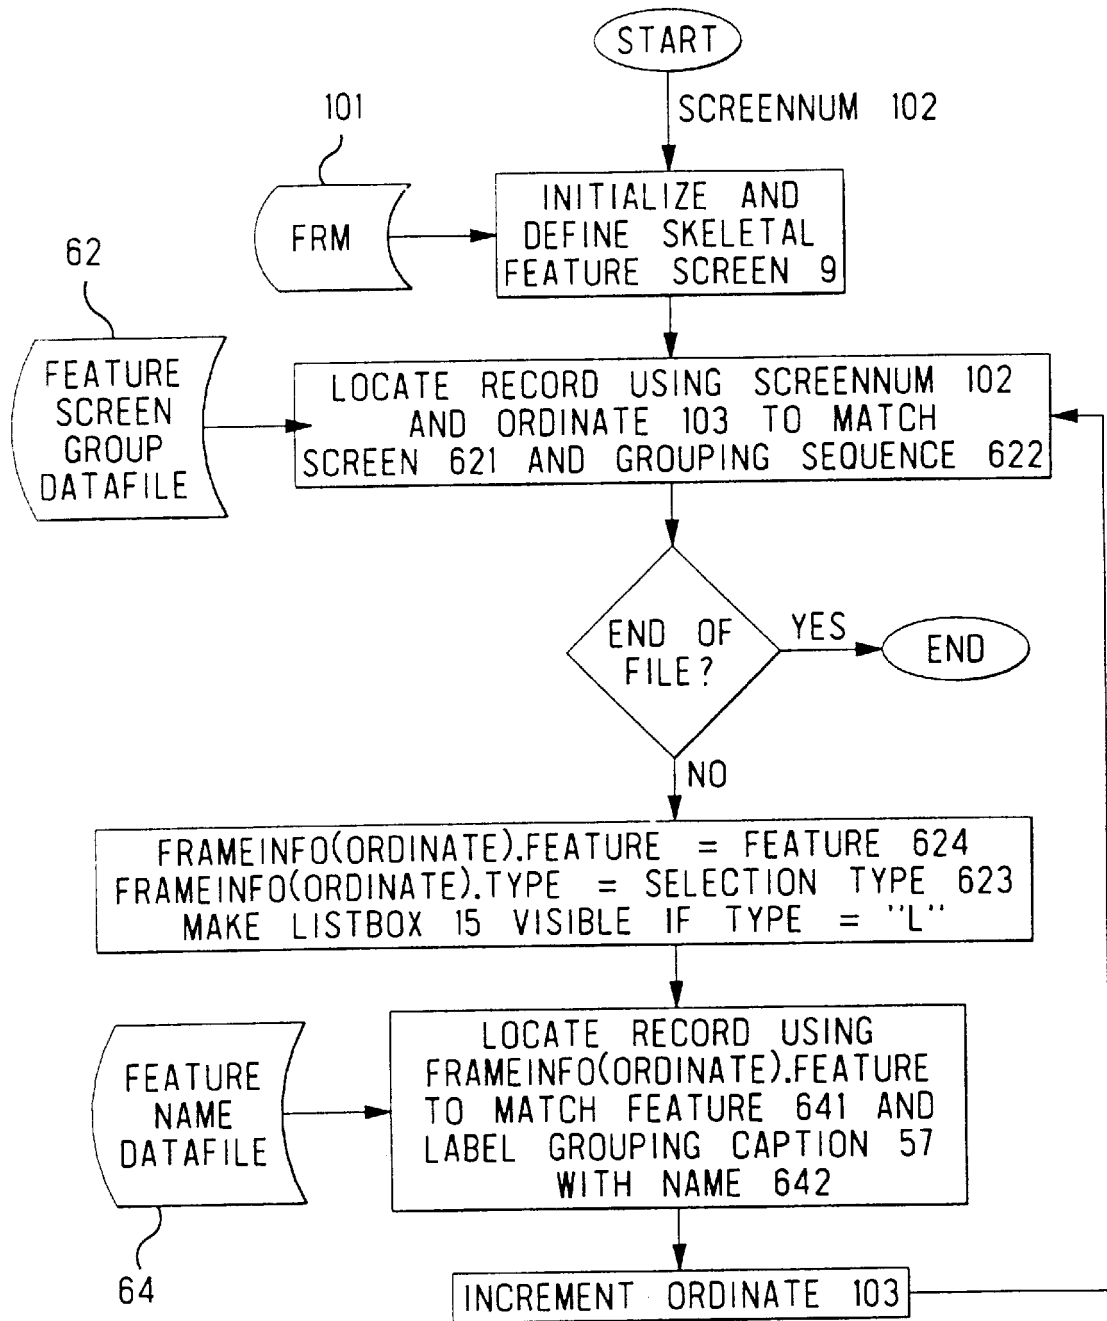 START
SCREENNUM 102
101
FRM
INITIALIZE AND
DEFINE SKELETAL
FEATURE SCREEN 9
62
FEATURE
SCREEN
GROUP
DATAFILE
LOCATE RECORD USING SCREENNUM 102
AND ORDINATE 103 TO MATCH
SCREEN 621 AND GROUPING SEQUENCE 622
END OF
FILE?
YES
END
NO
FRAMEINFO(ORDINATE).FEATURE = FEATURE 624
FRAMEINFO(ORDINATE).TYPE = SELECTION TYPE 623
MAKE LISTBOX 15 VISIBLE IF TYPE = "L"
FEATURE
NAME
DATAFILE
64
LOCATE RECORD USING
FRAMEINFO(ORDINATE).FEATURE
TO MATCH FEATURE 641 AND
LABEL GROUPING CAPTION 57
WITH NAME 642
INCREMENT ORDINATE 103